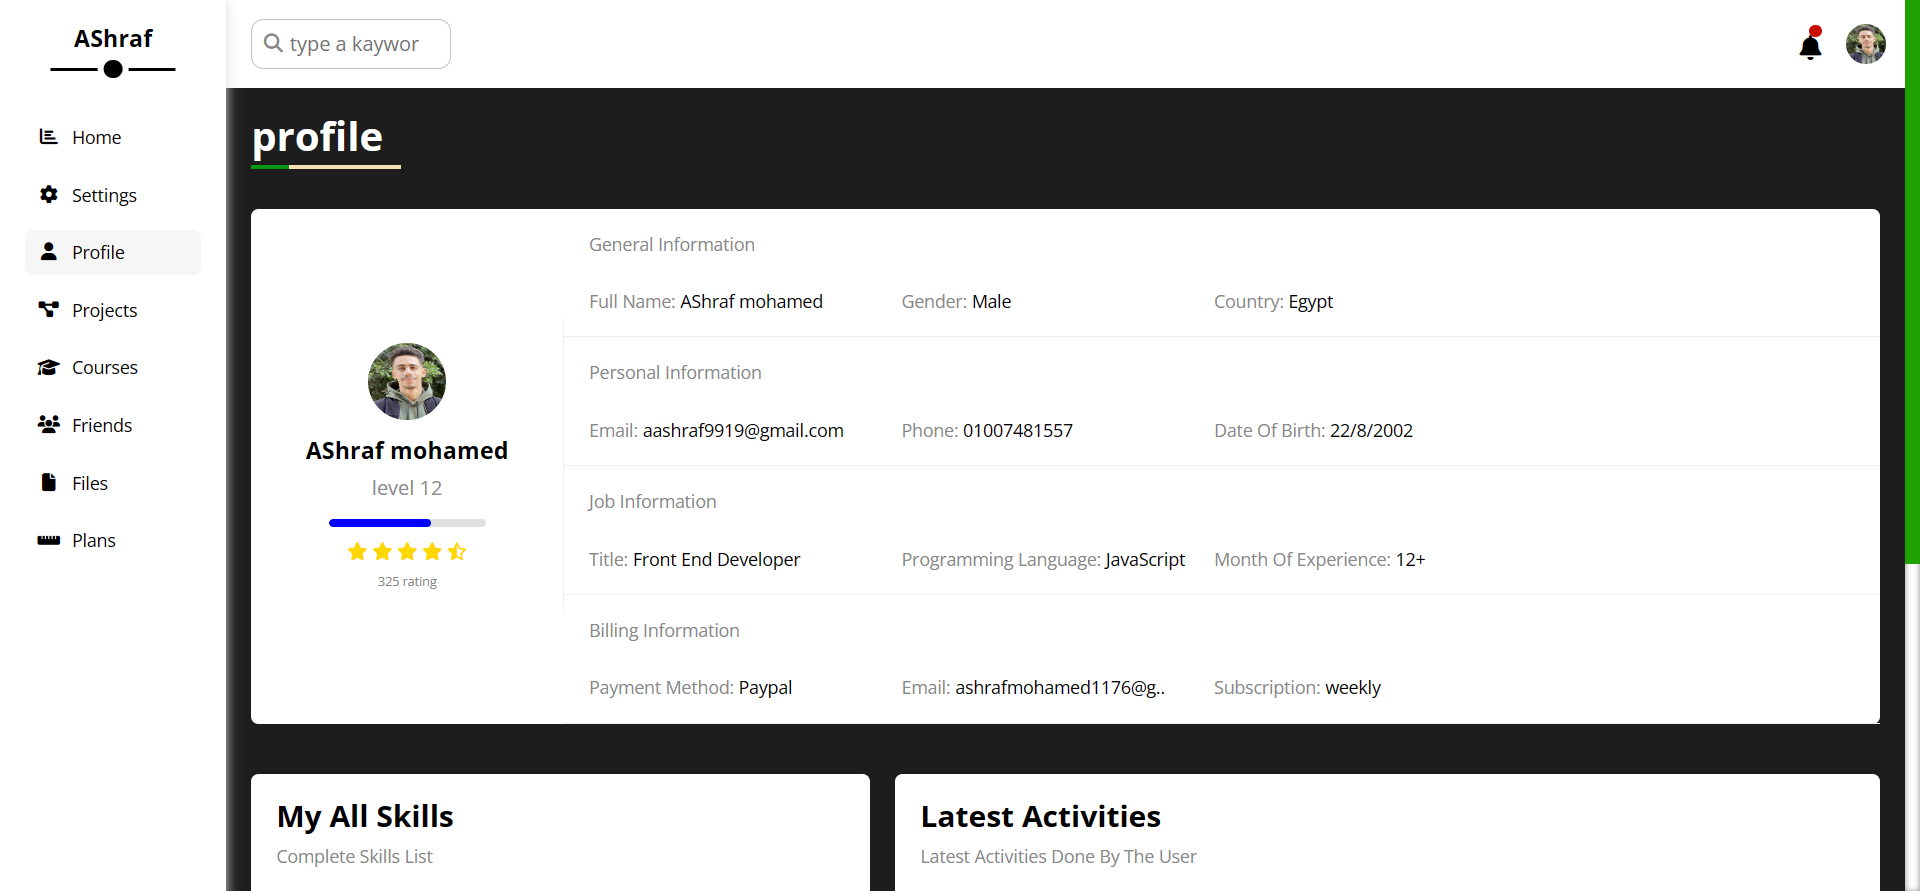 AShraf
type a kaywor
Home
Settings
Profile
Projects
Courses
Friends
Files
Plans
profile
AShraf mohamed
level 12
325 rating
General Information
Full Name: AShraf mohamed Gender: Male Country: Egypt
Personal Information
Email: aashraf9919@gmail.com Phone: 01007481557 Date Of Birth: 22/8/2002
Job Information
Title: Front End Developer Programming Language: JavaScript Month Of Experience: 12+
Billing Information
Payment Method: Paypal Email: ashrafmohamed1176@g.. Subscription: weekly
My All Skills
Complete Skills List
Latest Activities
Latest Activities Done By The User